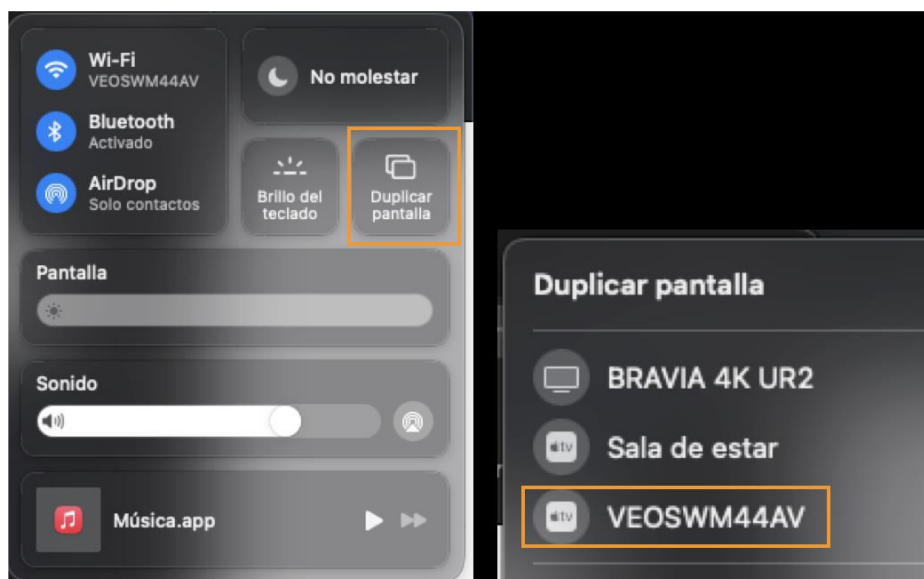 Wi-Fi
VEOSWM44AV
Bluetooth
Activado
AirDrop
Solo contactos
No molestar
Brillo del
teclado
Duplicar
pantalla
Pantalla
Sonido
Música.app
Duplicar pantalla
BRAVIA 4K UR2
tv
Sala de estar
tv
VEOSWM44AV